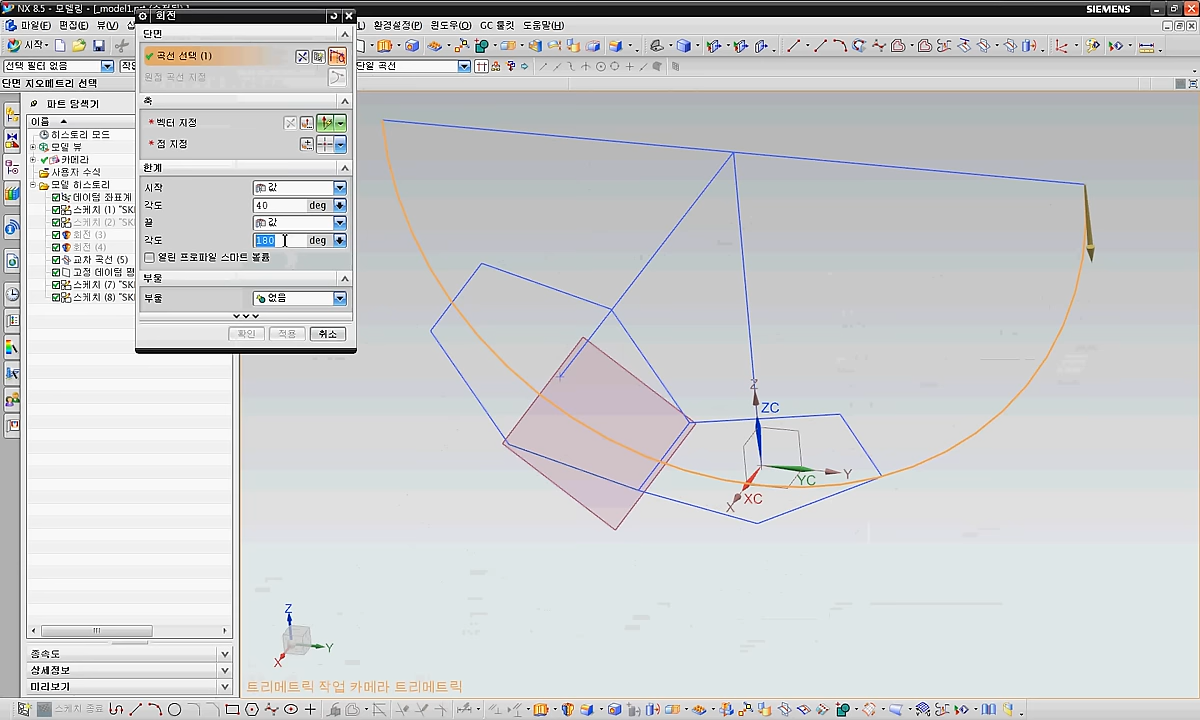 NX 8.5 - 모델링 - [_model1.prt
SIEMENS
회전
파일(F) 편집(E) 뷰(V)
환경설정(P) 윈도우(O) GC 툴킷 도움말(H)
단면
시작
곡선 선택 (1)
선택 필터 없음
단일 곡선
원점 곡선 지정
단면 지오메트리 선택
축
파트 탐색기
이름
벡터 지정
히스토리 모드
점 지정
모델 뷰
카메라
한계
사용자 수식
모델 히스토리
시작
값
데이텀 좌표계
각도
40
deg
스케치 (1) "SK
끝
값
스케치 (2) "SK
회전 (3)
각도
180
deg
회전 (4)
열린 프로파일 스마트 볼륨
교차 곡선 (5)
고정 데이텀 평
부울
스케치 (7) "SK
부울
없음
스케치 (8) "SK
확인
적용
취소
Z
ZC
Y
YC
XC
X
Z
Y
X
종속도
상세정보
미리보기
트리메트릭 작업 카메라 트리메트릭
스케치 종료